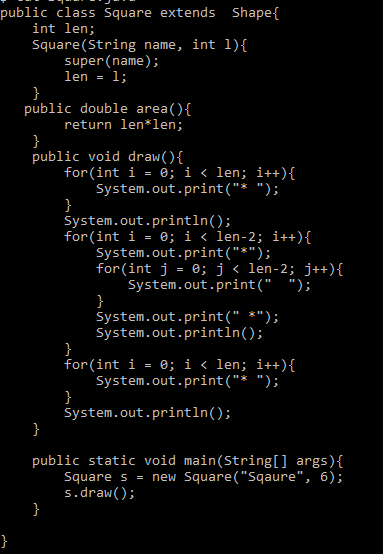 public class Square extends  Shape{
    int len;
    Square(String name, int l){
        super(name);
        len = l;
    }
   public double area(){
        return len*len;
    }
    public void draw(){
        for(int i = 0; i < len; i++){
            System.out.print("* ");
        }
        System.out.println();
        for(int i = 0; i < len-2; i++){
            System.out.print("*");
            for(int j = 0; j < len-2; j++){
                System.out.print("  ");
            }
            System.out.print(" *");
            System.out.println();
        }
        for(int i = 0; i < len; i++){
            System.out.print("* ");
        }
        System.out.println();
    }

    public static void main(String[] args){
        Square s = new Square("Sqaure", 6);
        s.draw();
    }

}